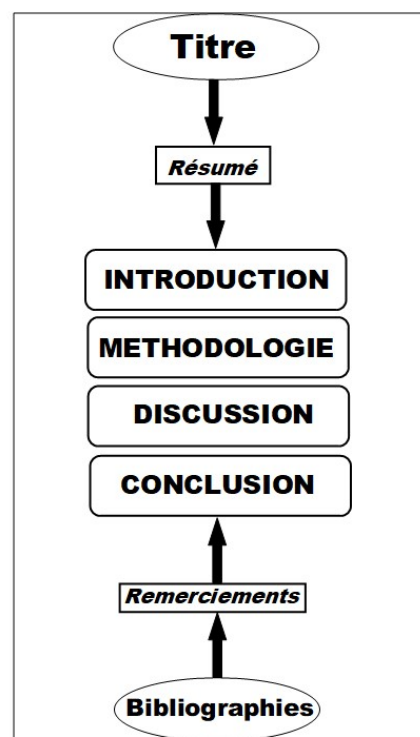 Titre
Résumé
INTRODUCTION
METHODOLOGIE
DISCUSSION
CONCLUSION
Remerciements
Bibliographies